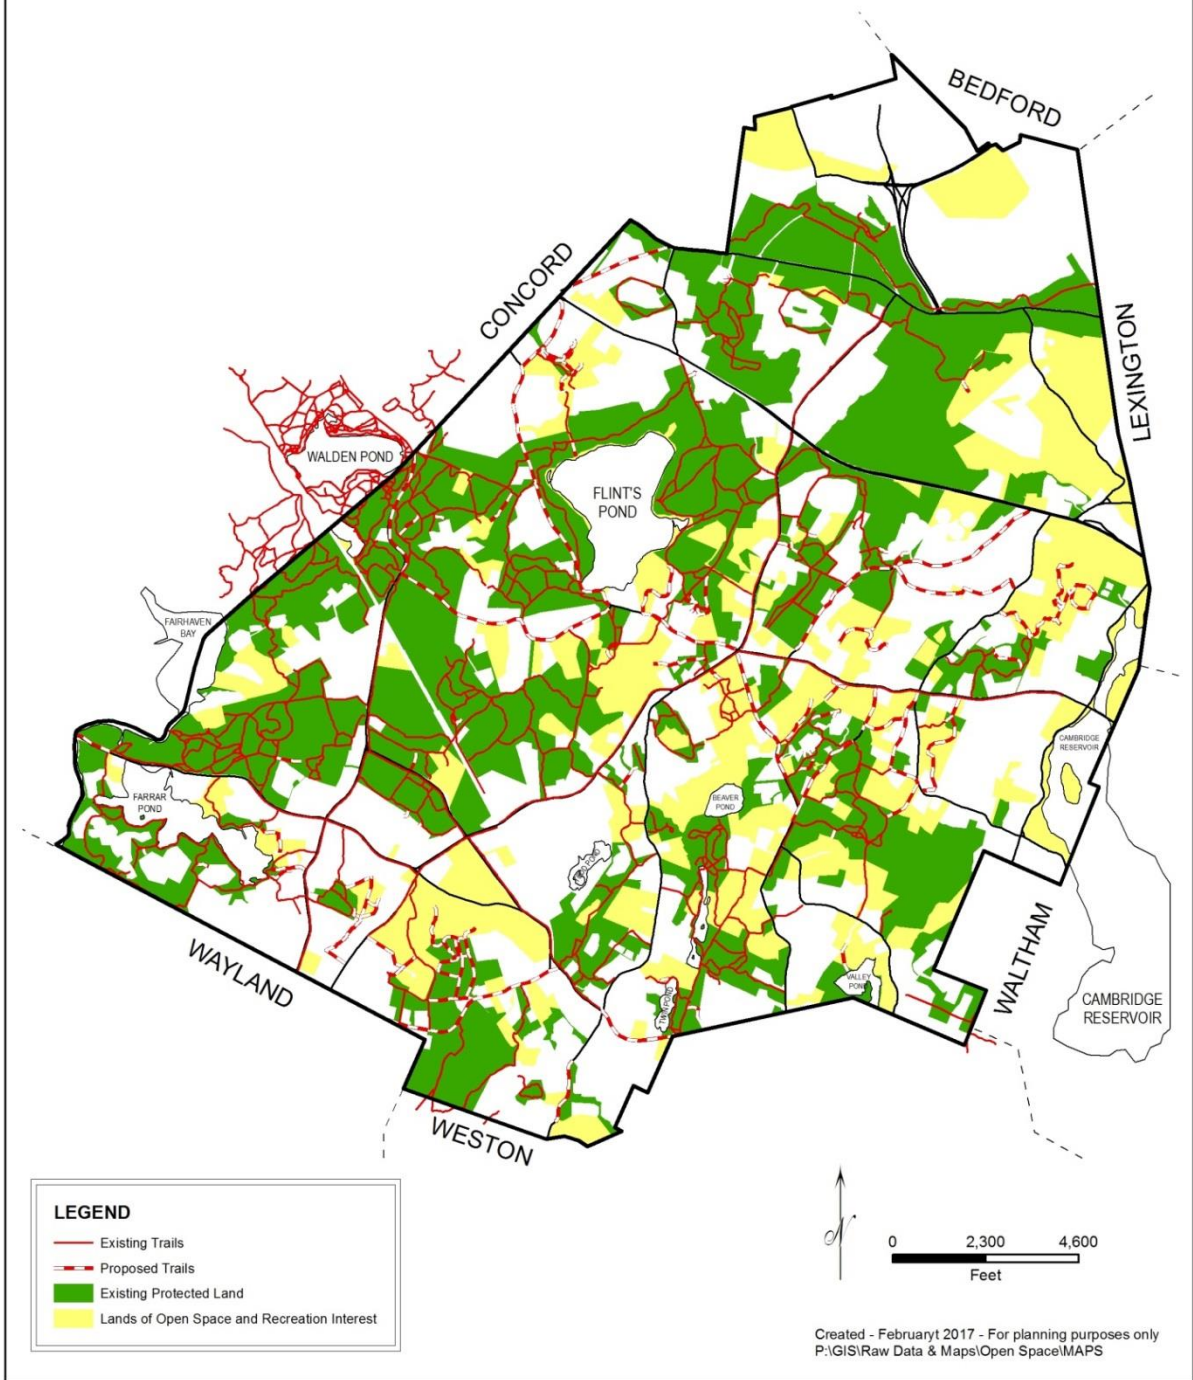 BEDFORD
CONCORD
LEXINGTON
WALDEN POND
FLINT'S
POND
FAIRHAVEN
BAY
CAMBRIDGE
RESERVOIR
FARRAR
POND
BEAVER
POND
POND
WAYLAND
VALLEY
POND
TWIN POND
WALTHAM
CAMBRIDGE
RESERVOIR
WESTON
LEGEND
Existing Trails
Proposed Trails
Existing Protected Land
Lands of Open Space and Recreation Interest
N
0 2,300 4,600
Feet
Created - Februaryt 2017 - For planning purposes only
P:\GIS\Raw Data & Maps\Open Space\MAPS